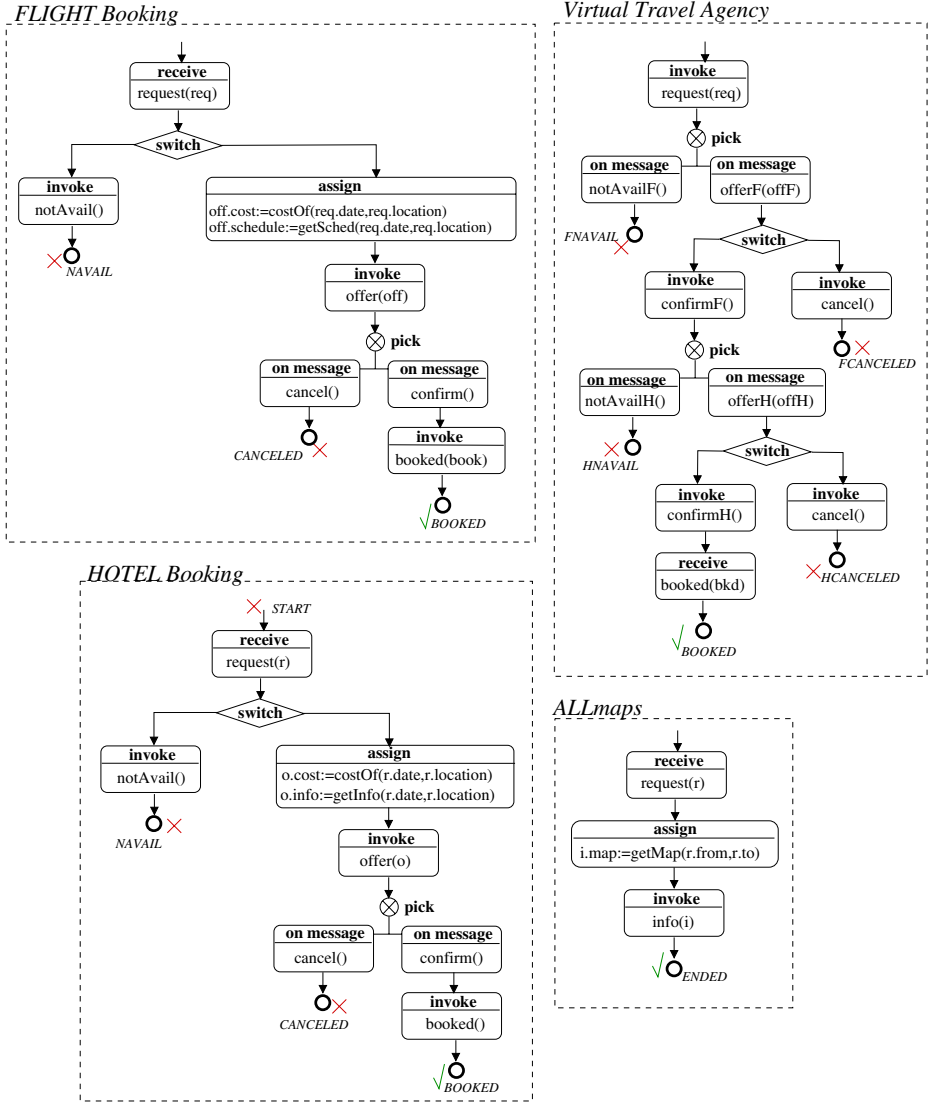 FLIGHT Booking
receive
request(req)
switch
invoke
notAvail()
NAVAIL
assign
off.cost:=costOf(req.date,req.location)
off.schedule:=getSched(req.date,req.location)
invoke
offer(off)
pick
on message
cancel()
CANCELED
on message
confirm()
invoke
booked(book)
BOOKED
Virtual Travel Agency
invoke
request(req)
pick
on message
notAvailF()
FNAVAIL
on message
offerF(offF)
switch
invoke
confirmF()
invoke
cancel()
FCANCELED
pick
on message
notAvailH()
HNAVAIL
on message
offerH(offH)
switch
invoke
confirmH()
invoke
cancel()
HCANCELED
receive
booked(bkd)
BOOKED
HOTEL Booking
START
receive
request(r)
switch
invoke
notAvail()
NAVAIL
assign
o.cost:=costOf(r.date,r.location)
o.info:=getInfo(r.date,r.location)
invoke
offer(o)
pick
on message
cancel()
CANCELED
on message
confirm()
invoke
booked()
BOOKED
ALLmaps
receive
request(r)
assign
i.map:=getMap(r.from,r.to)
invoke
info(i)
ENDED